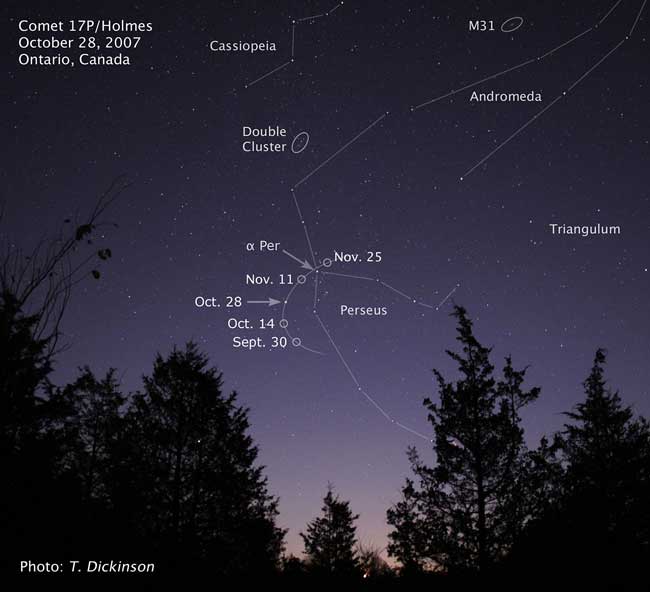 Comet 17P/Holmes
October 28, 2007
Ontario, Canada
Cassiopeia
M31
Andromeda
Double
Cluster
Triangulum
α Per
Nov. 25
Nov. 11
Oct. 28
Perseus
Oct. 14
Sept. 30
Photo: T. Dickinson